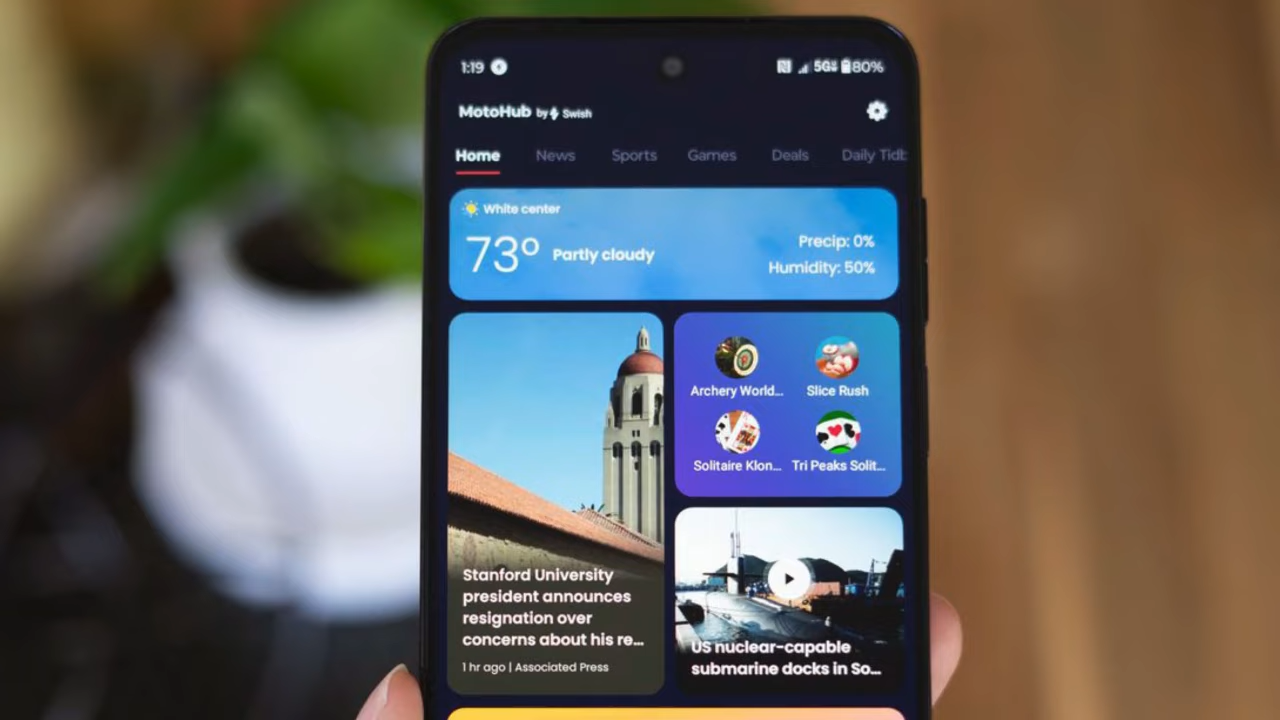 1:19 5G 80%
MotoHub by Swish
Home News Sports Games Deals Daily Tidb
White center
73° Partly cloudy
Precip: 0%
Humidity: 50%
Archery World... Slice Rush
Solitaire Klon... Tri Peaks Solit...
Stanford University
president announces
resignation over
concerns about his re...
1 hr ago | Associated Press
US nuclear-capable
submarine docks in So...